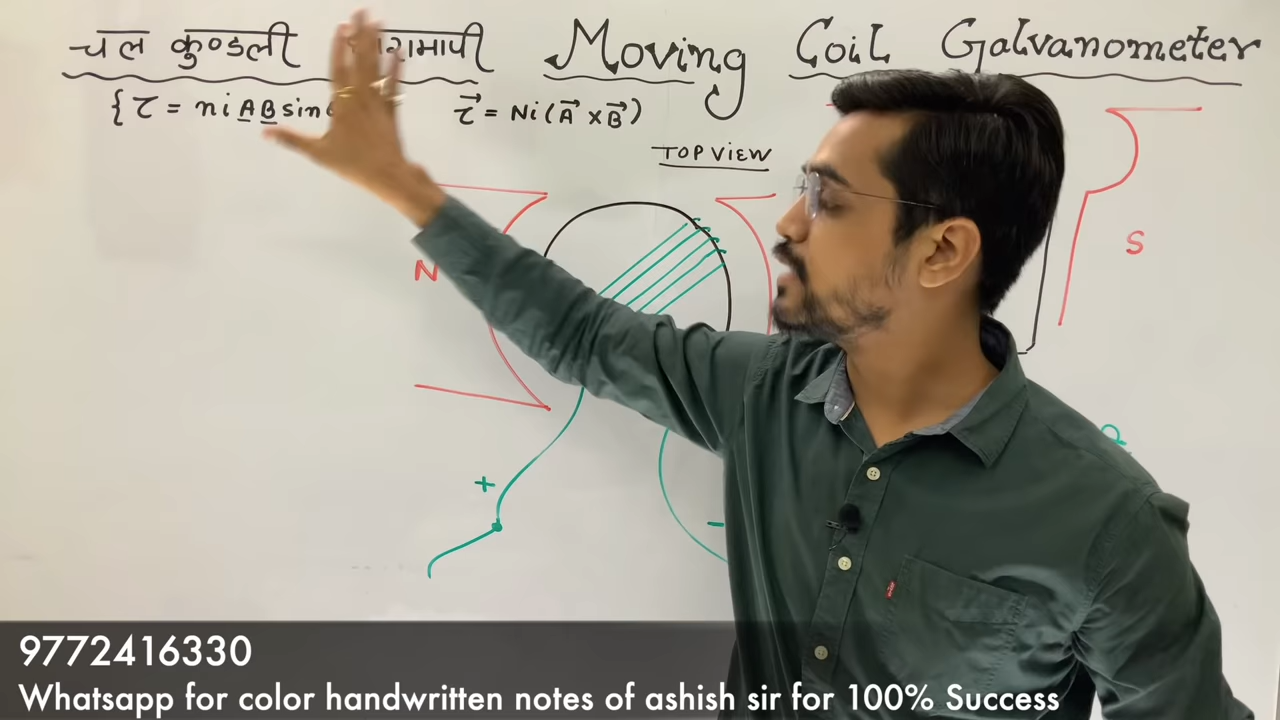 चल कुण्डली Moving Coil Galvanometer
{ τ = niABsin τ⃗ = Ni(A⃗ × B⃗)
TOP VIEW
N
S
+
-
9772416330
Whatsapp for color handwritten notes of ashish sir for 100% Success